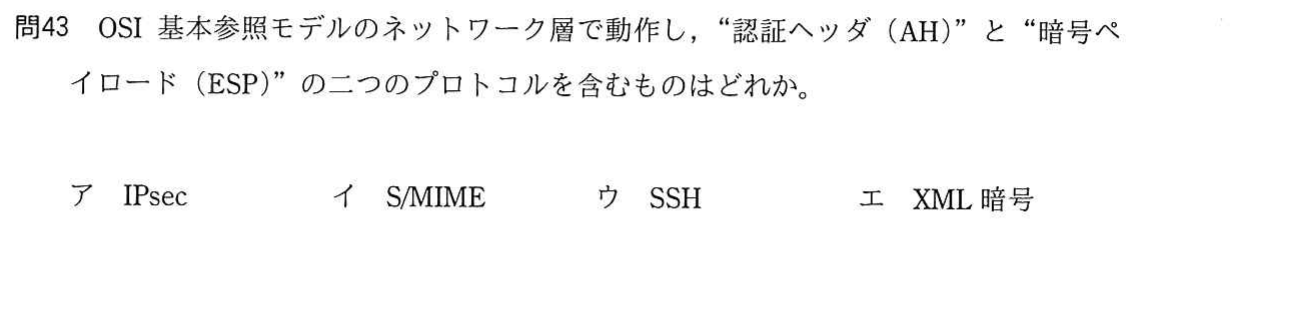 問43 OSI 基本参照モデルのネットワーク層で動作し，“認証ヘッダ（AH）”と“暗号ペ
イロード（ESP）”の二つのプロトコルを含むものはどれか。
ア IPsec イ S/MIME ウ SSH エ XML 暗号